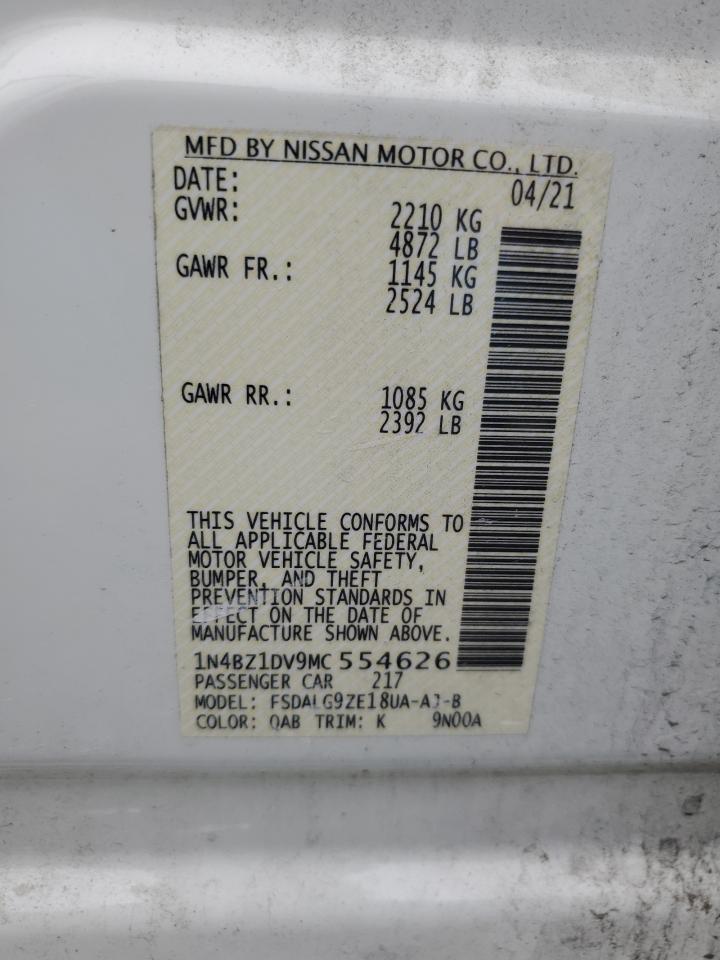 MFD BY NISSAN MOTOR CO., LTD.
DATE: 04/21
GVWR: 2210 KG
4872 LB
GAWR FR.: 1145 KG
2524 LB
GAWR RR.: 1085 KG
2392 LB
THIS VEHICLE CONFORMS TO
ALL APPLICABLE FEDERAL
MOTOR VEHICLE SAFETY,
BUMPER, AND THEFT
PREVENTION STANDARDS IN
EFFECT ON THE DATE OF
MANUFACTURE SHOWN ABOVE.
1N4BZ1DV9MC 554626
PASSENGER CAR 217
MODEL:
COLOR: QAB TRIM: K 9N00A